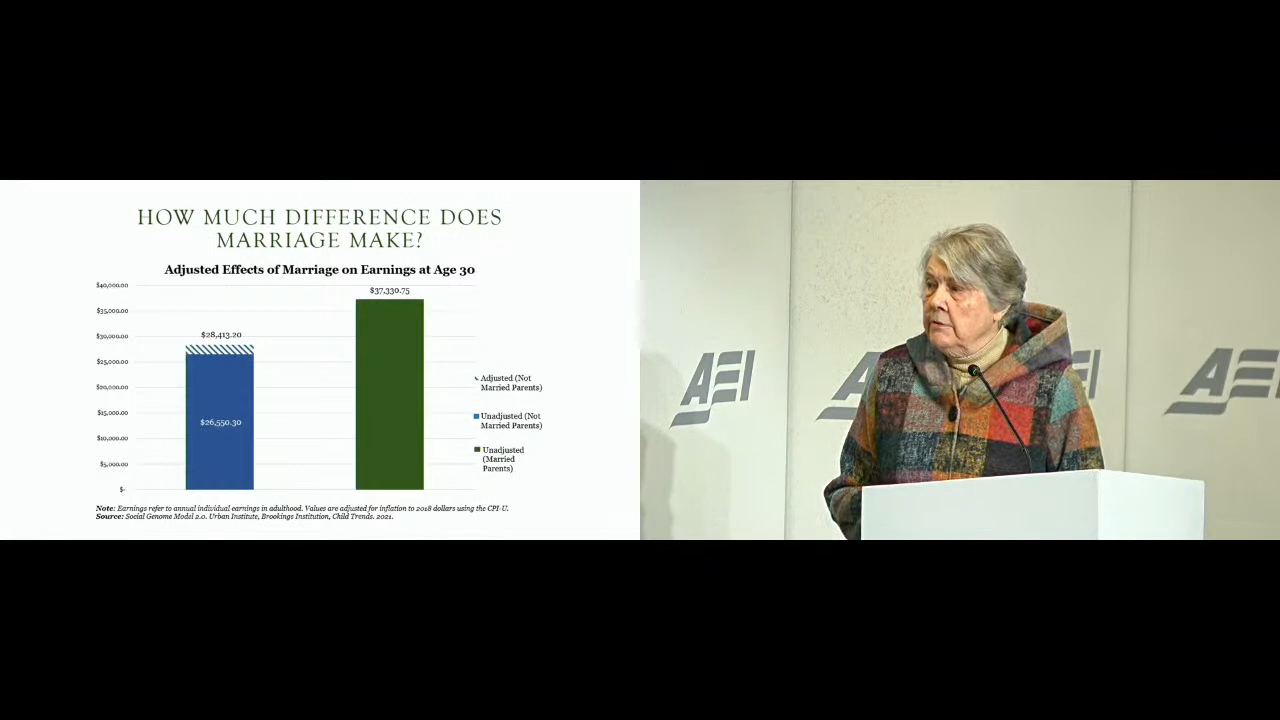 HOW MUCH DIFFERENCE DOES
MARRIAGE MAKE?
Adjusted Effects of Marriage on Earnings at Age 30
$40,000.00
$35,000.00
$30,000.00
$25,000.00
$20,000.00
$15,000.00
$10,000.00
$5,000.00
$-
$28,413.20
$26,550.30
$37,330.75
Adjusted (Not
Married Parents)
Unadjusted (Not
Married Parents)
Unadjusted
(Married
Parents)
Note: Earnings refer to annual individual earnings in adulthood. Values are adjusted for inflation to 2018 dollars using the CPI-U.
Source: Social Genome Model 2.0. Urban Institute, Brookings Institution, Child Trends. 2021.
AEI
AEI
AEI